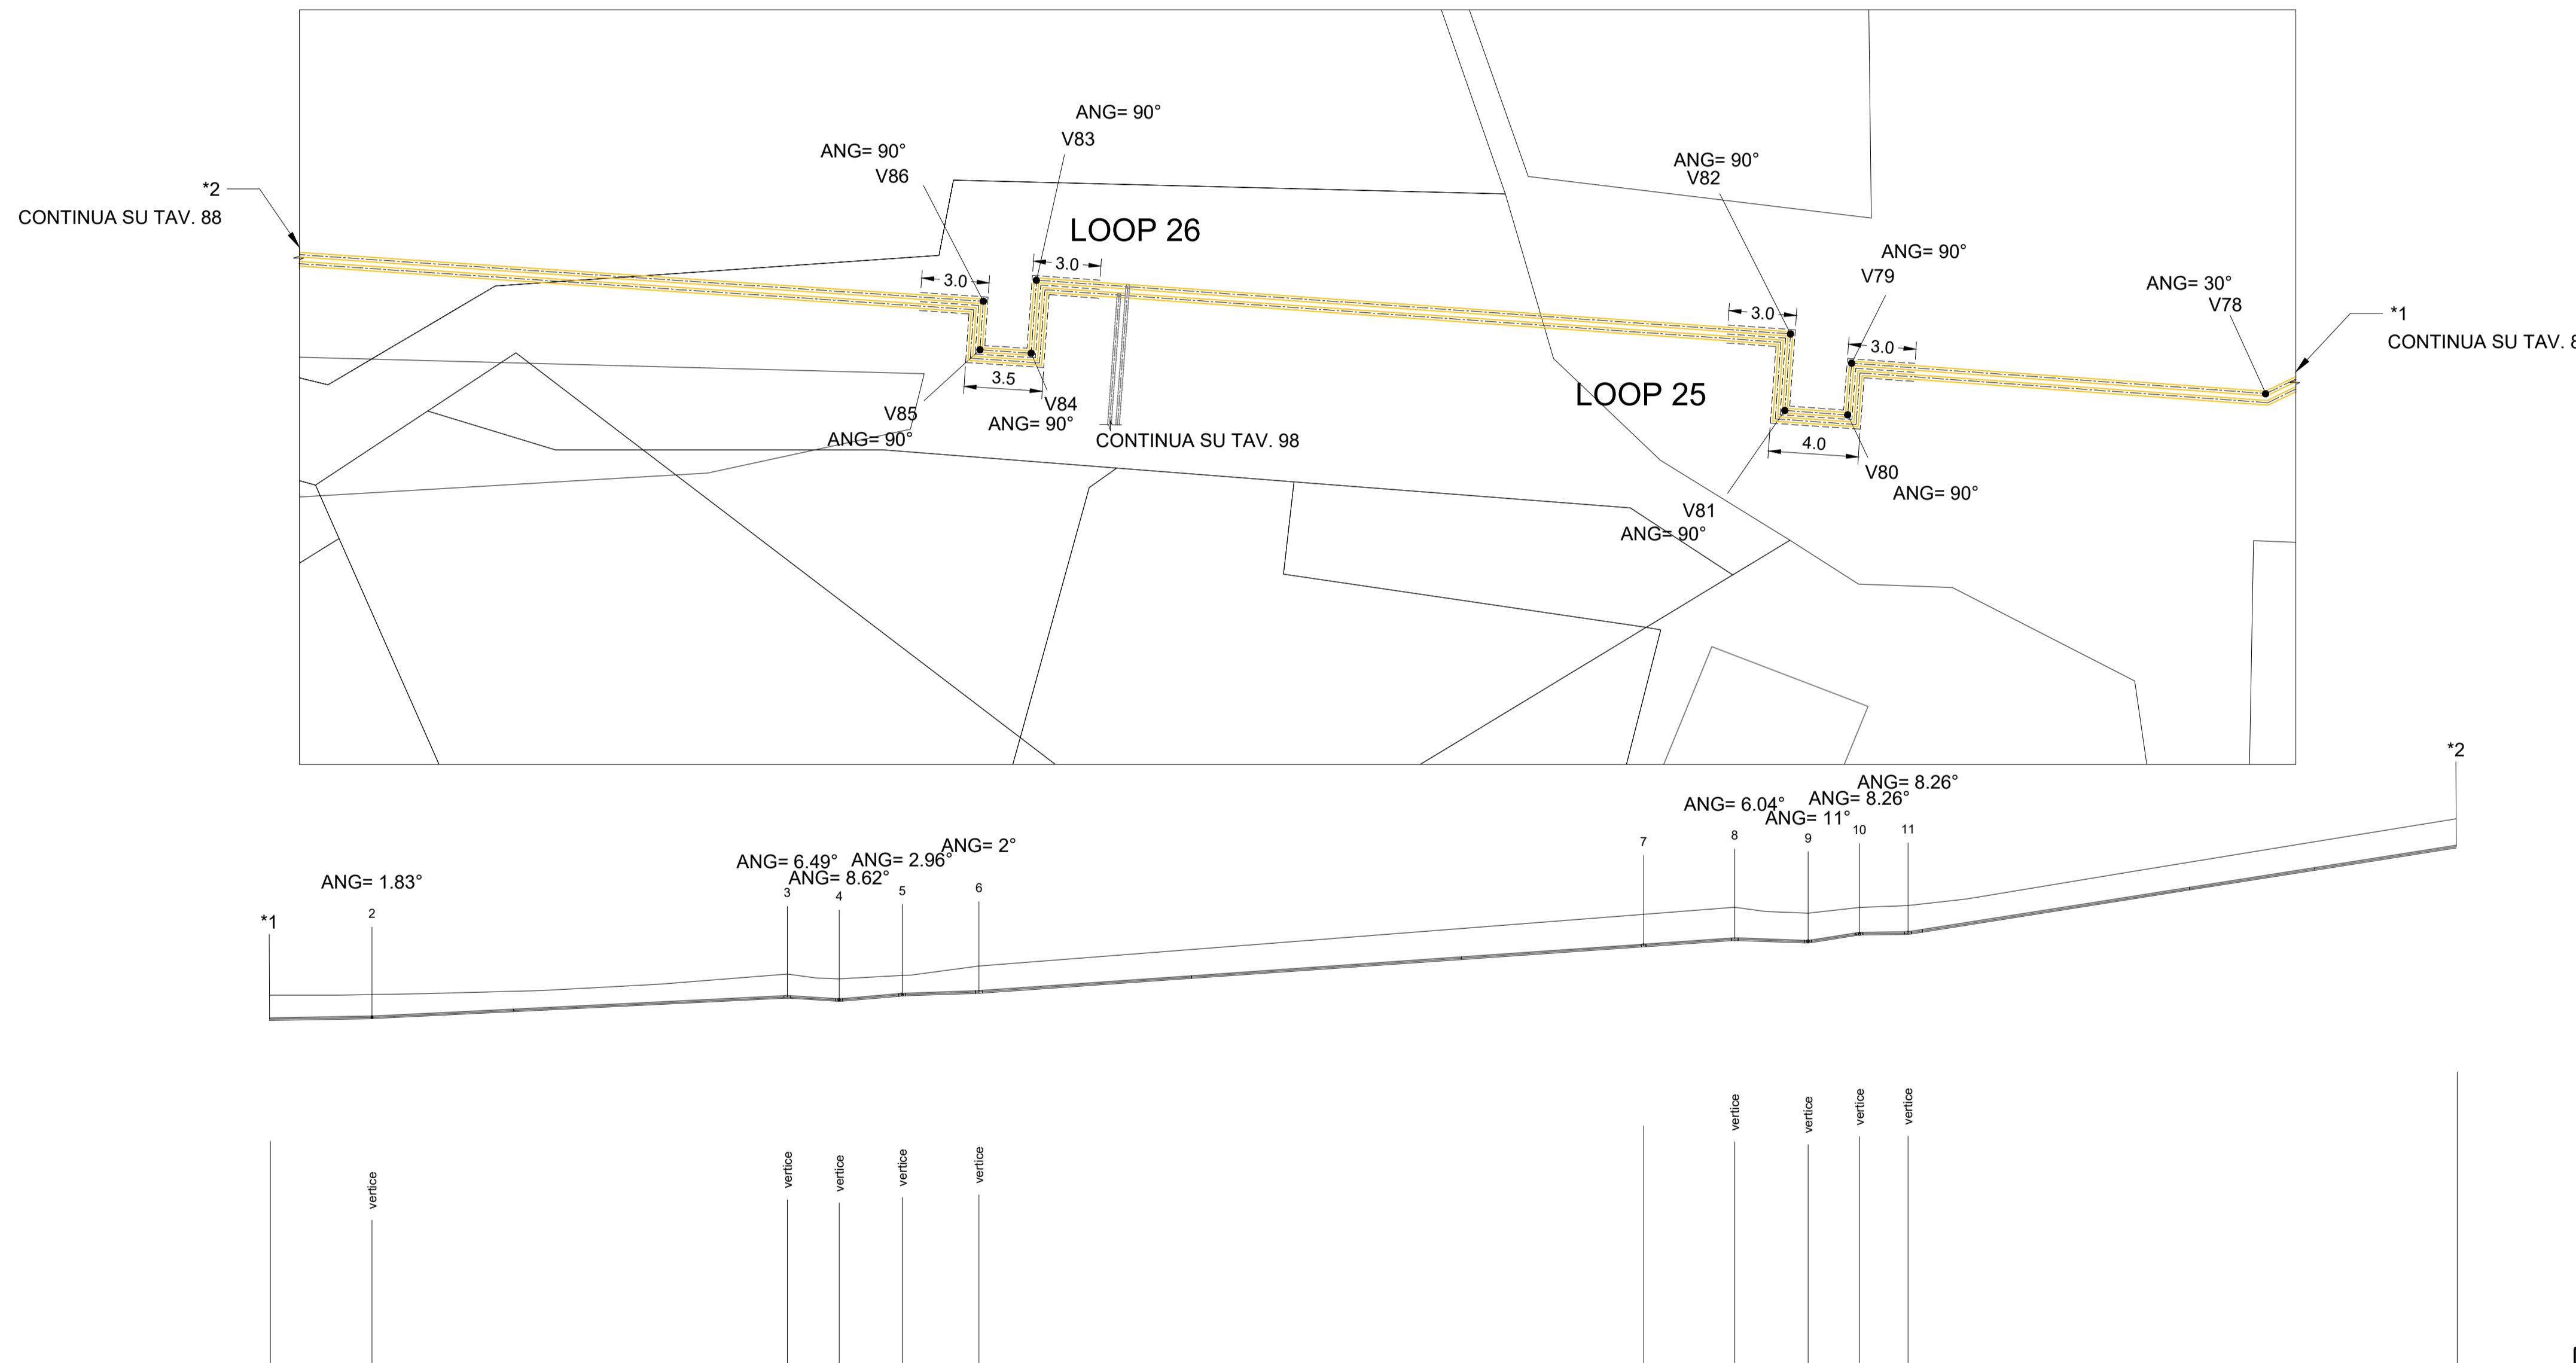 ANG= 90°
V83
ANG= 90°
V86
ANG= 90°
V82
*2
CONTINUA SU TAV. 88
LOOP 26
ANG= 90°
V79
ANG= 30°
V78
*1
CONTINUA SU TAV.
3.0
3.0
3.0
3.0
3.5
V85
ANG= 90°
V84
ANG= 90°
CONTINUA SU TAV. 98
LOOP 25
4.0
V80
ANG= 90°
V81
ANG= 90°
*2
ANG= 8.26°
ANG= 8.26°
ANG= 6.04°
ANG= 11°
7
8
9
10
11
ANG= 2°
ANG= 6.49°
ANG= 2.96°
ANG= 8.62°
ANG= 1.83°
3
4
5
6
2
*1
vertice
vertice
vertice
vertice
vertice
vertice
vertice
vertice
vertice